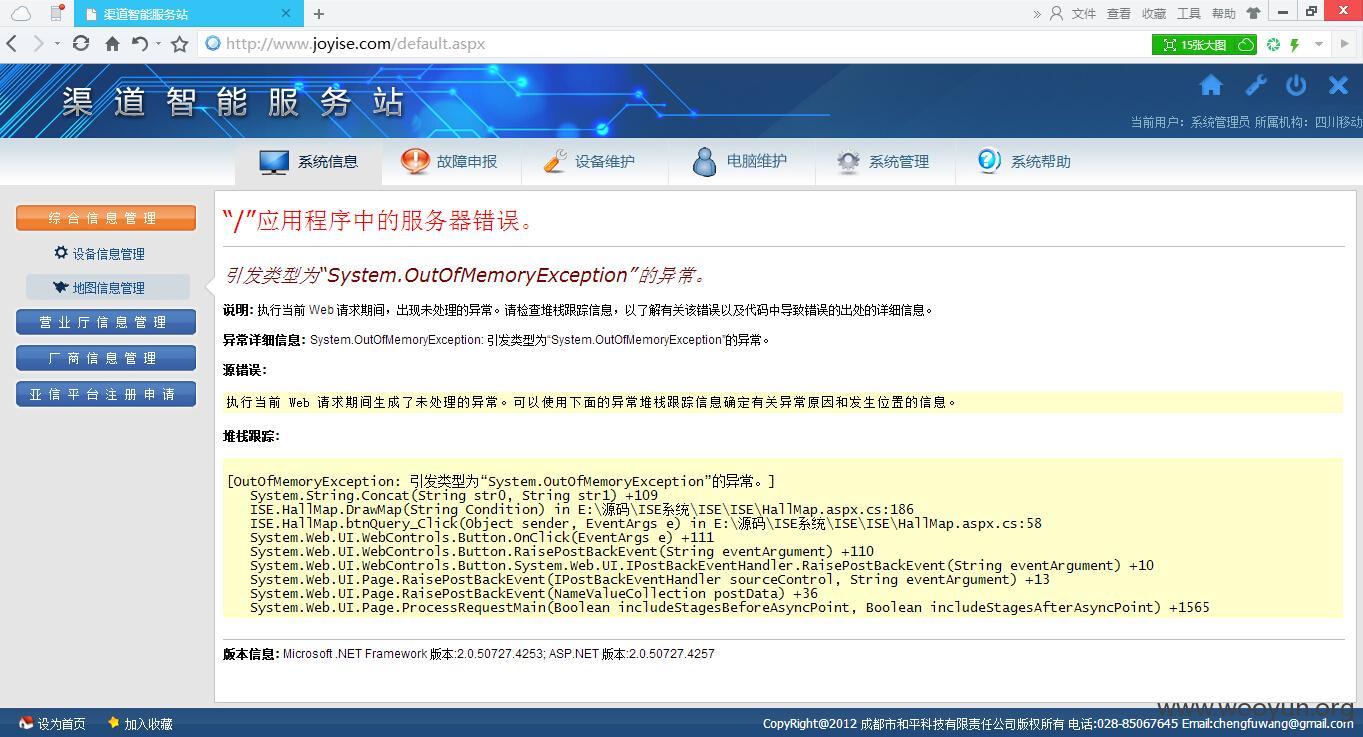 渠道智能服务站
文件 查看 收藏 工具 帮助
http://www.joyise.com/default.aspx
15张大图
渠道智能服务站
当前用户：系统管理员 所属机构：四川移动
系统信息 故障申报 设备维护 电脑维护 系统管理 系统帮助
综合信息管理
设备信息管理
地图信息管理
营业厅信息管理
厂商信息管理
亚信平台注册申请
“/”应用程序中的服务器错误。
引发类型为“System.OutOfMemoryException”的异常。
说明: 执行当前 Web 请求期间，出现未处理的异常。请检查堆栈跟踪信息，以了解有关该错误以及代码中导致错误的出处的详细信息。
异常详细信息: System.OutOfMemoryException: 引发类型为“System.OutOfMemoryException”的异常。
源错误:
执行当前 Web 请求期间生成了未处理的异常。可以使用下面的异常堆栈跟踪信息确定有关异常原因和发生位置的信息。
堆栈跟踪:
[OutOfMemoryException: 引发类型为“System.OutOfMemoryException”的异常。]
System.String.Concat(String str0, String str1) +109
ISE.HallMap.DrawMap(String Condition) in E:\源码\ISE系统\ISE\ISE\HallMap.aspx.cs:186
ISE.HallMap.btnQuery_Click(Object sender, EventArgs e) in E:\源码\ISE系统\ISE\ISE\HallMap.aspx.cs:58
System.Web.UI.WebControls.Button.OnClick(EventArgs e) +111
System.Web.UI.WebControls.Button.RaisePostBackEvent(String eventArgument) +110
System.Web.UI.WebControls.Button.System.Web.UI.IPostBackEventHandler.RaisePostBackEvent(String eventArgument) +10
System.Web.UI.Page.RaisePostBackEvent(IPostBackEventHandler sourceControl, String eventArgument) +13
System.Web.UI.Page.RaisePostBackEvent(NameValueCollection postData) +36
System.Web.UI.Page.ProcessRequestMain(Boolean includeStagesBeforeAsyncPoint, Boolean includeStagesAfterAsyncPoint) +1565
版本信息: Microsoft .NET Framework 版本:2.0.50727.4253; ASP.NET 版本:2.0.50727.4257
www.wooyun.org
设为首页 加入收藏
CopyRight@2012 成都市和平科技有限责任公司版权所有 电话:028-85067645 Email:chengfuwang@gmail.com